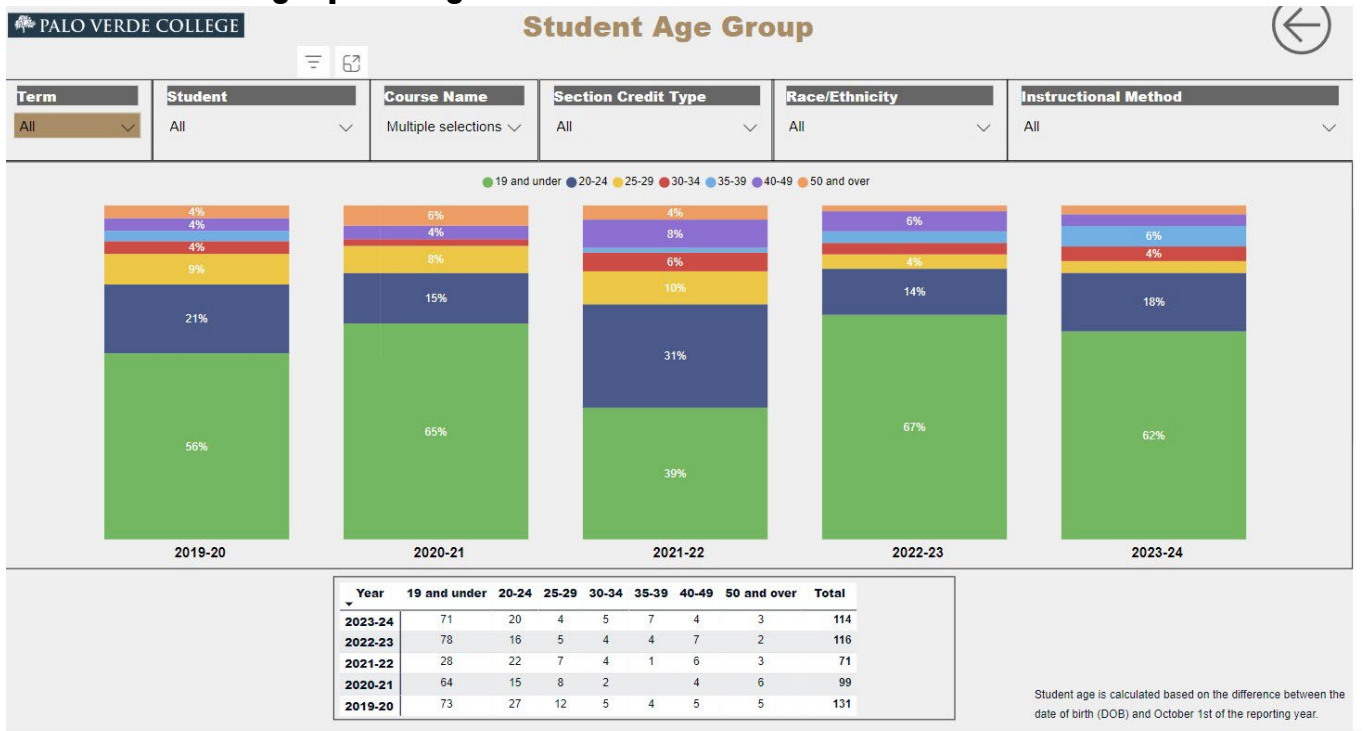 PALO VERDE COLLEGE
Student Age Group
Term Student Course Name Section Credit Type Race/Ethnicity Instructional Method
All All Multiple selections All All All
19 and under 20-24 25-29 30-34 35-39 40-49 50 and over
4% 4% 4% 9% 21% 56%
6% 4% 8% 15% 65%
4% 8% 6% 10% 31% 39%
6% 4% 14% 67%
6% 4% 18% 62%
2019-20 2020-21 2021-22 2022-23 2023-24
Year 19 and under 20-24 25-29 30-34 35-39 40-49 50 and over Total
2023-24 71 20 4 5 7 4 3 114
2022-23 78 16 5 4 4 7 2 116
2021-22 28 22 7 4 1 6 3 71
2020-21 64 15 8 2 4 6 99
2019-20 73 27 12 5 4 5 5 131
Student age is calculated based on the difference between the
date of birth (DOB) and October 1st of the reporting year.